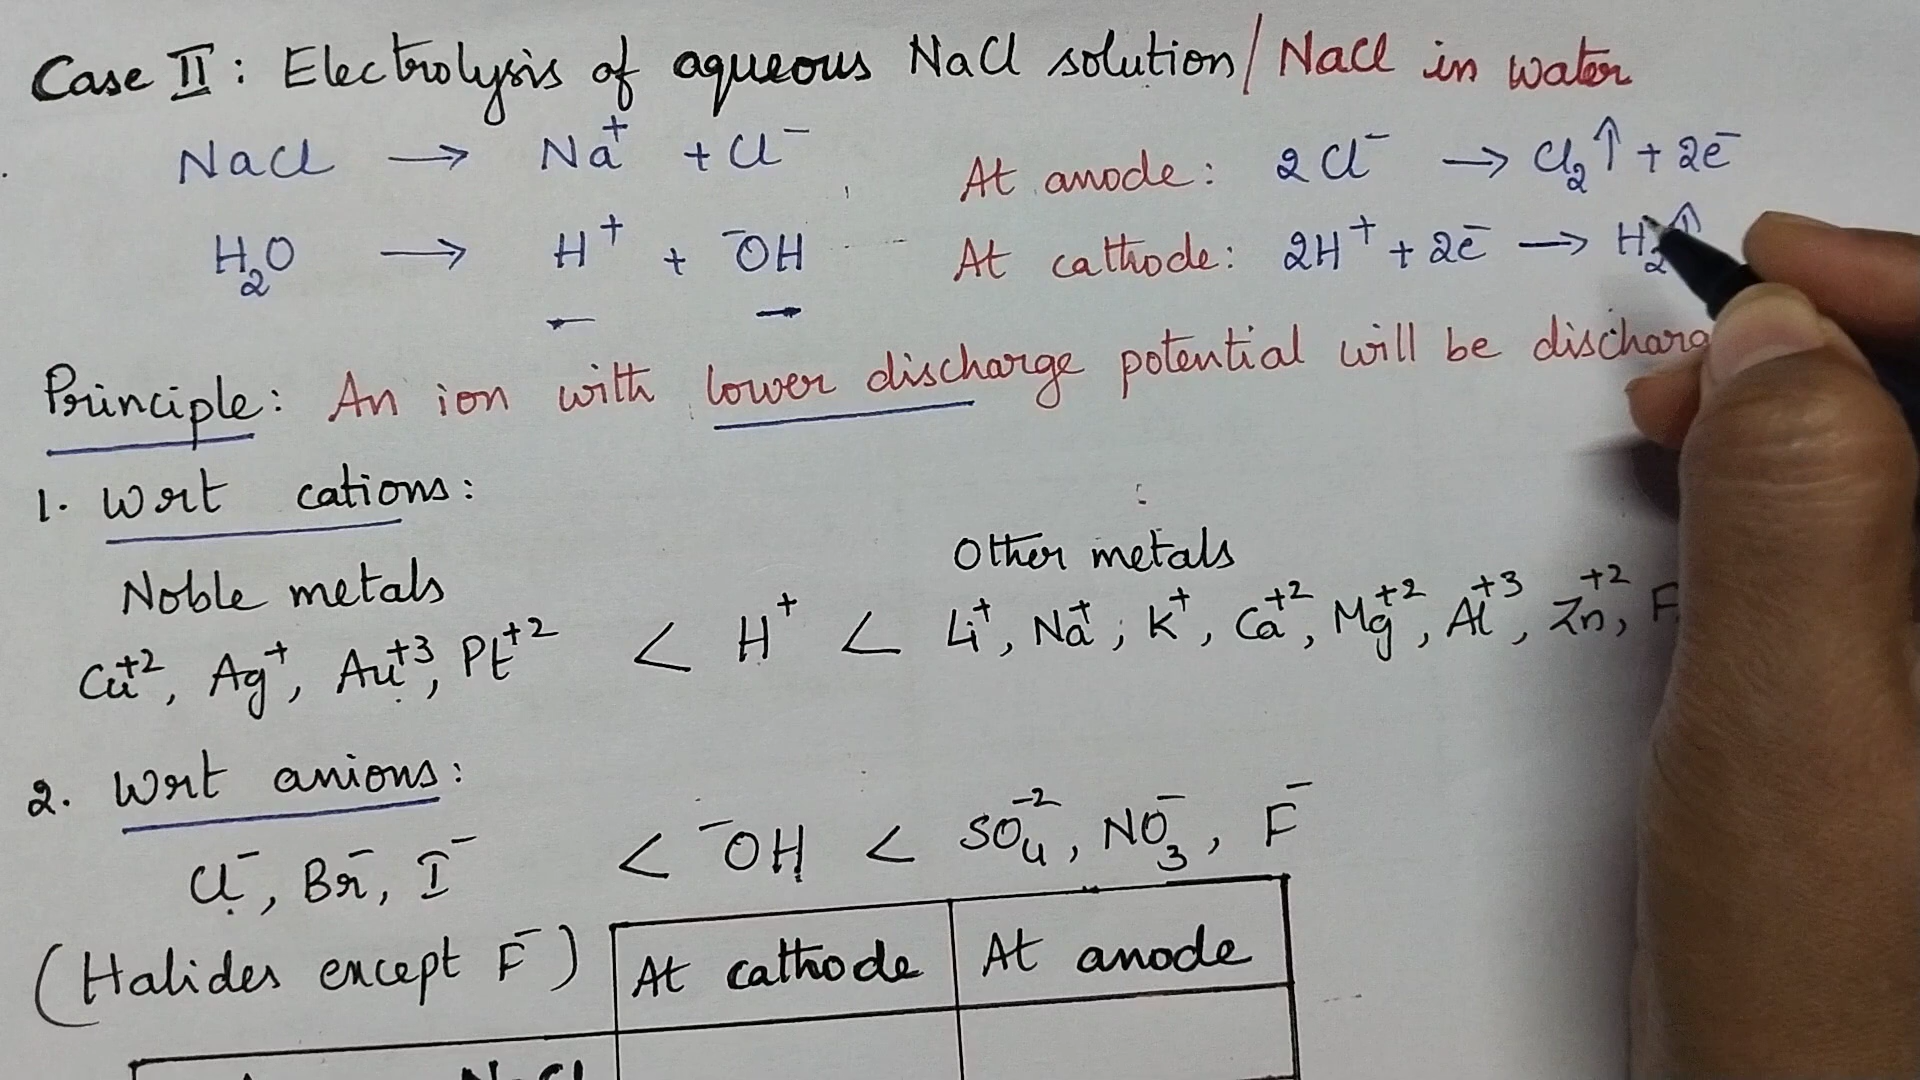 Case II : Electrolysis of aqueous NaCl solution / NaCl in water
NaCl → Na⁺ + Cl⁻
At anode: 2Cl⁻ → Cl₂↑ + 2e⁻
H₂O → H⁺ + ⁻OH
At cathode: 2H⁺ + 2e⁻ → H₂↑
Principle: An ion with lower discharge potential will be
1. Wrt cations:
Noble metals
Other metals
Cu⁺², Ag⁺, Au⁺³, Pt⁺² < H⁺ < Li⁺, Na⁺, K⁺, Ca⁺², Mg⁺², Al⁺³, Zn⁺²,
2. Wrt anions:
Cl⁻, Br⁻, I⁻ < ⁻OH < SO₄⁻², NO₃⁻, F⁻
(Halides except F⁻)
At cathode At anode
NaCl